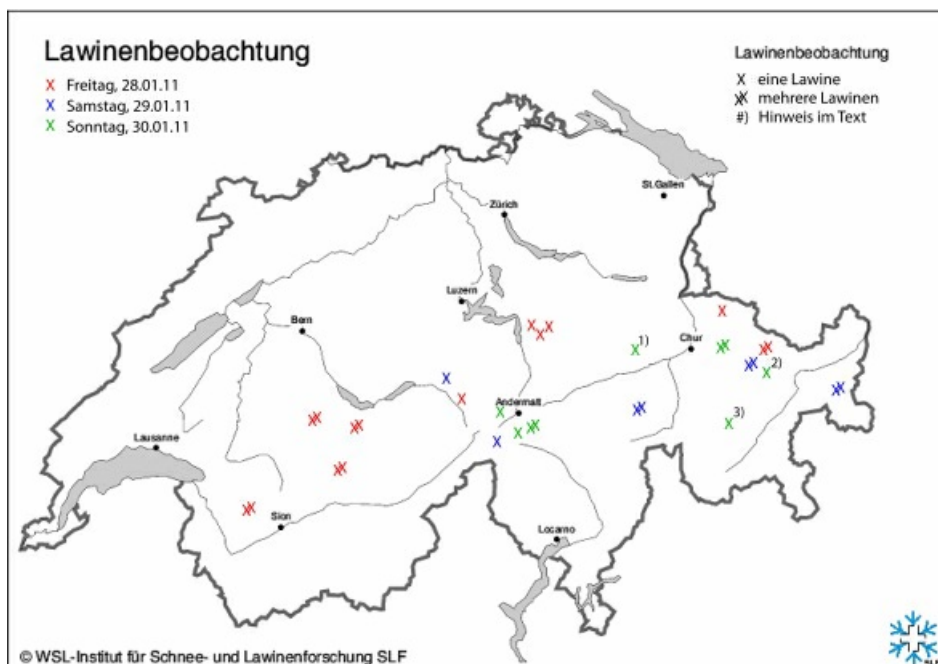 Lawinenbeobachtung
X Freitag, 28.01.11
X Samstag, 29.01.11
X Sonntag, 30.01.11
Lawinenbeobachtung
X eine Lawine
XX mehrere Lawinen
#) Hinweis im Text
St.Gallen
Zürich
Luzern
Bern
1)
Chur
2)
Andermatt
3)
Lausanne
Sion
Locarno
© WSL-Institut für Schnee- und Lawinenforschung SLF